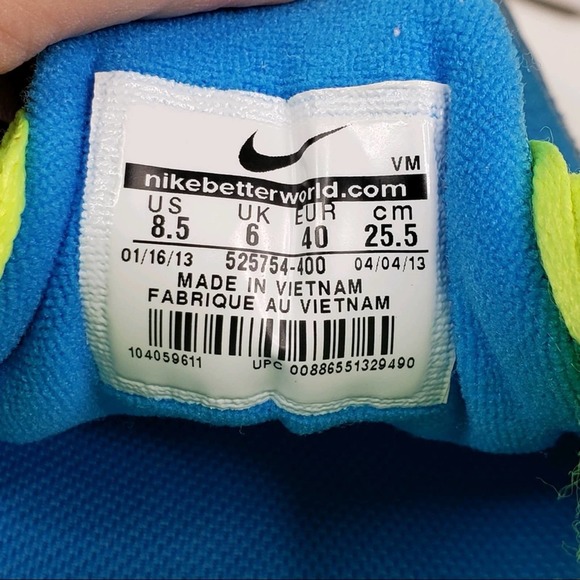 VM
nikebetterworld.com
US UK EUR cm
8.5 6 40 25.5
01/16/13 525754-400 04/04/13
MADE IN VIETNAM
FABRIQUE AU VIETNAM
104059611 UPC 00886551329490